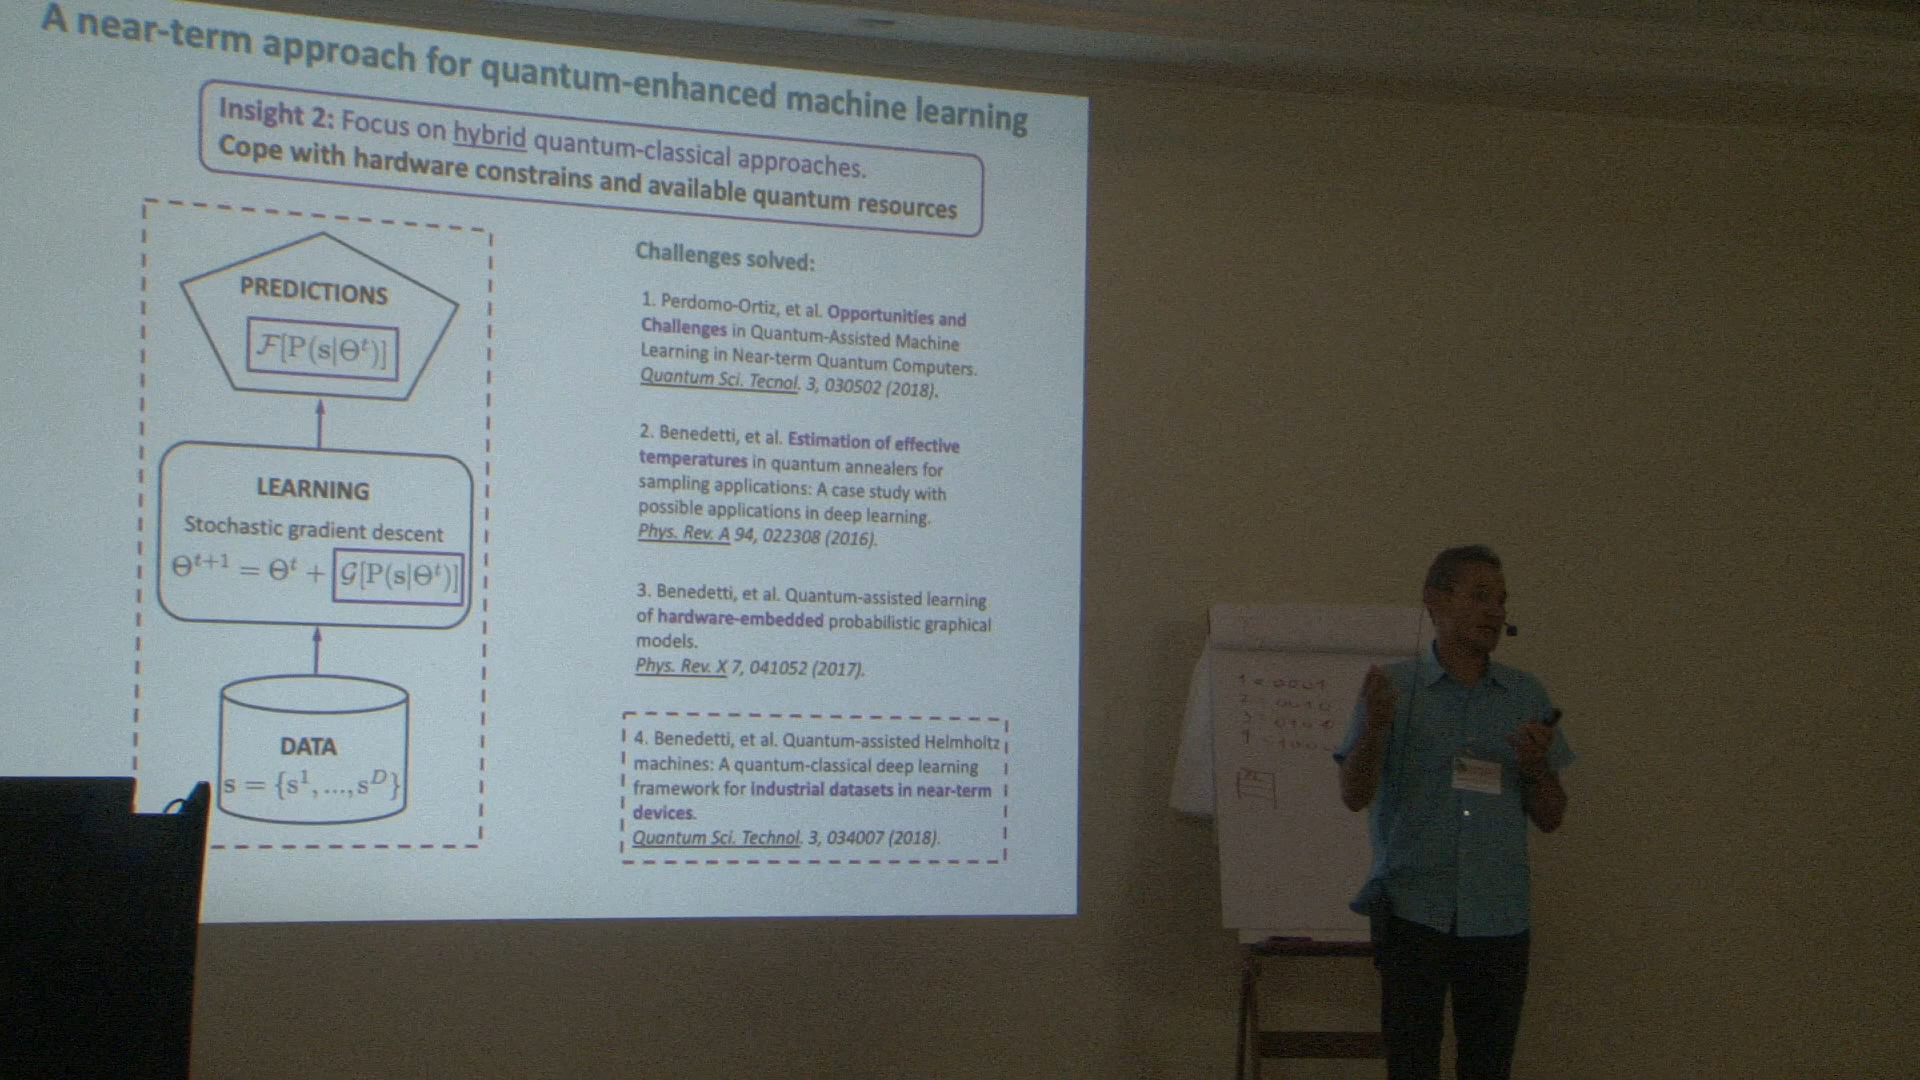 A near-term approach for quantum-enhanced machine learning
Insight 2: Focus on hybrid quantum-classical approaches.
Cope with hardware constrains and available quantum resources
PREDICTIONS
ℱ[P(s|Θᵗ)]
LEARNING
Stochastic gradient descent
Θᵗ⁺¹ = Θᵗ + 𝒢[P(s|Θᵗ)]
DATA
s = {s¹, ..., sᴰ}
Challenges solved:
1. Perdomo-Ortiz, et al. Opportunities and
Challenges in Quantum-Assisted Machine
Learning in Near-term Quantum Computers.
Quantum Sci. Tecnol. 3, 030502 (2018).
2. Benedetti, et al. Estimation of effective
temperatures in quantum annealers for
sampling applications: A case study with
possible applications in deep learning.
Phys. Rev. A 94, 022308 (2016).
3. Benedetti, et al. Quantum-assisted learning
of hardware-embedded probabilistic graphical
models.
Phys. Rev. X 7, 041052 (2017).
4. Benedetti, et al. Quantum-assisted Helmholtz
machines: A quantum-classical deep learning
framework for industrial datasets in near-term
devices.
Quantum Sci. Technol. 3, 034007 (2018).